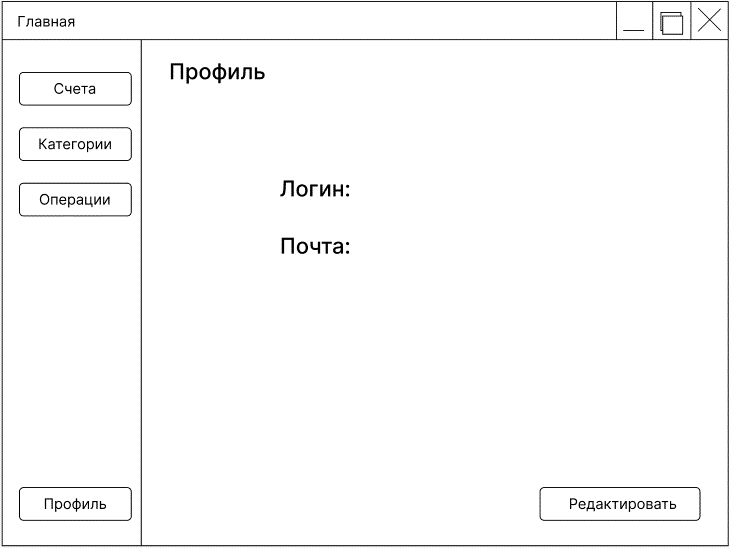 Главная
Счета
Категории
Операции
Профиль
Профиль
Логин:
Почта:
Редактировать